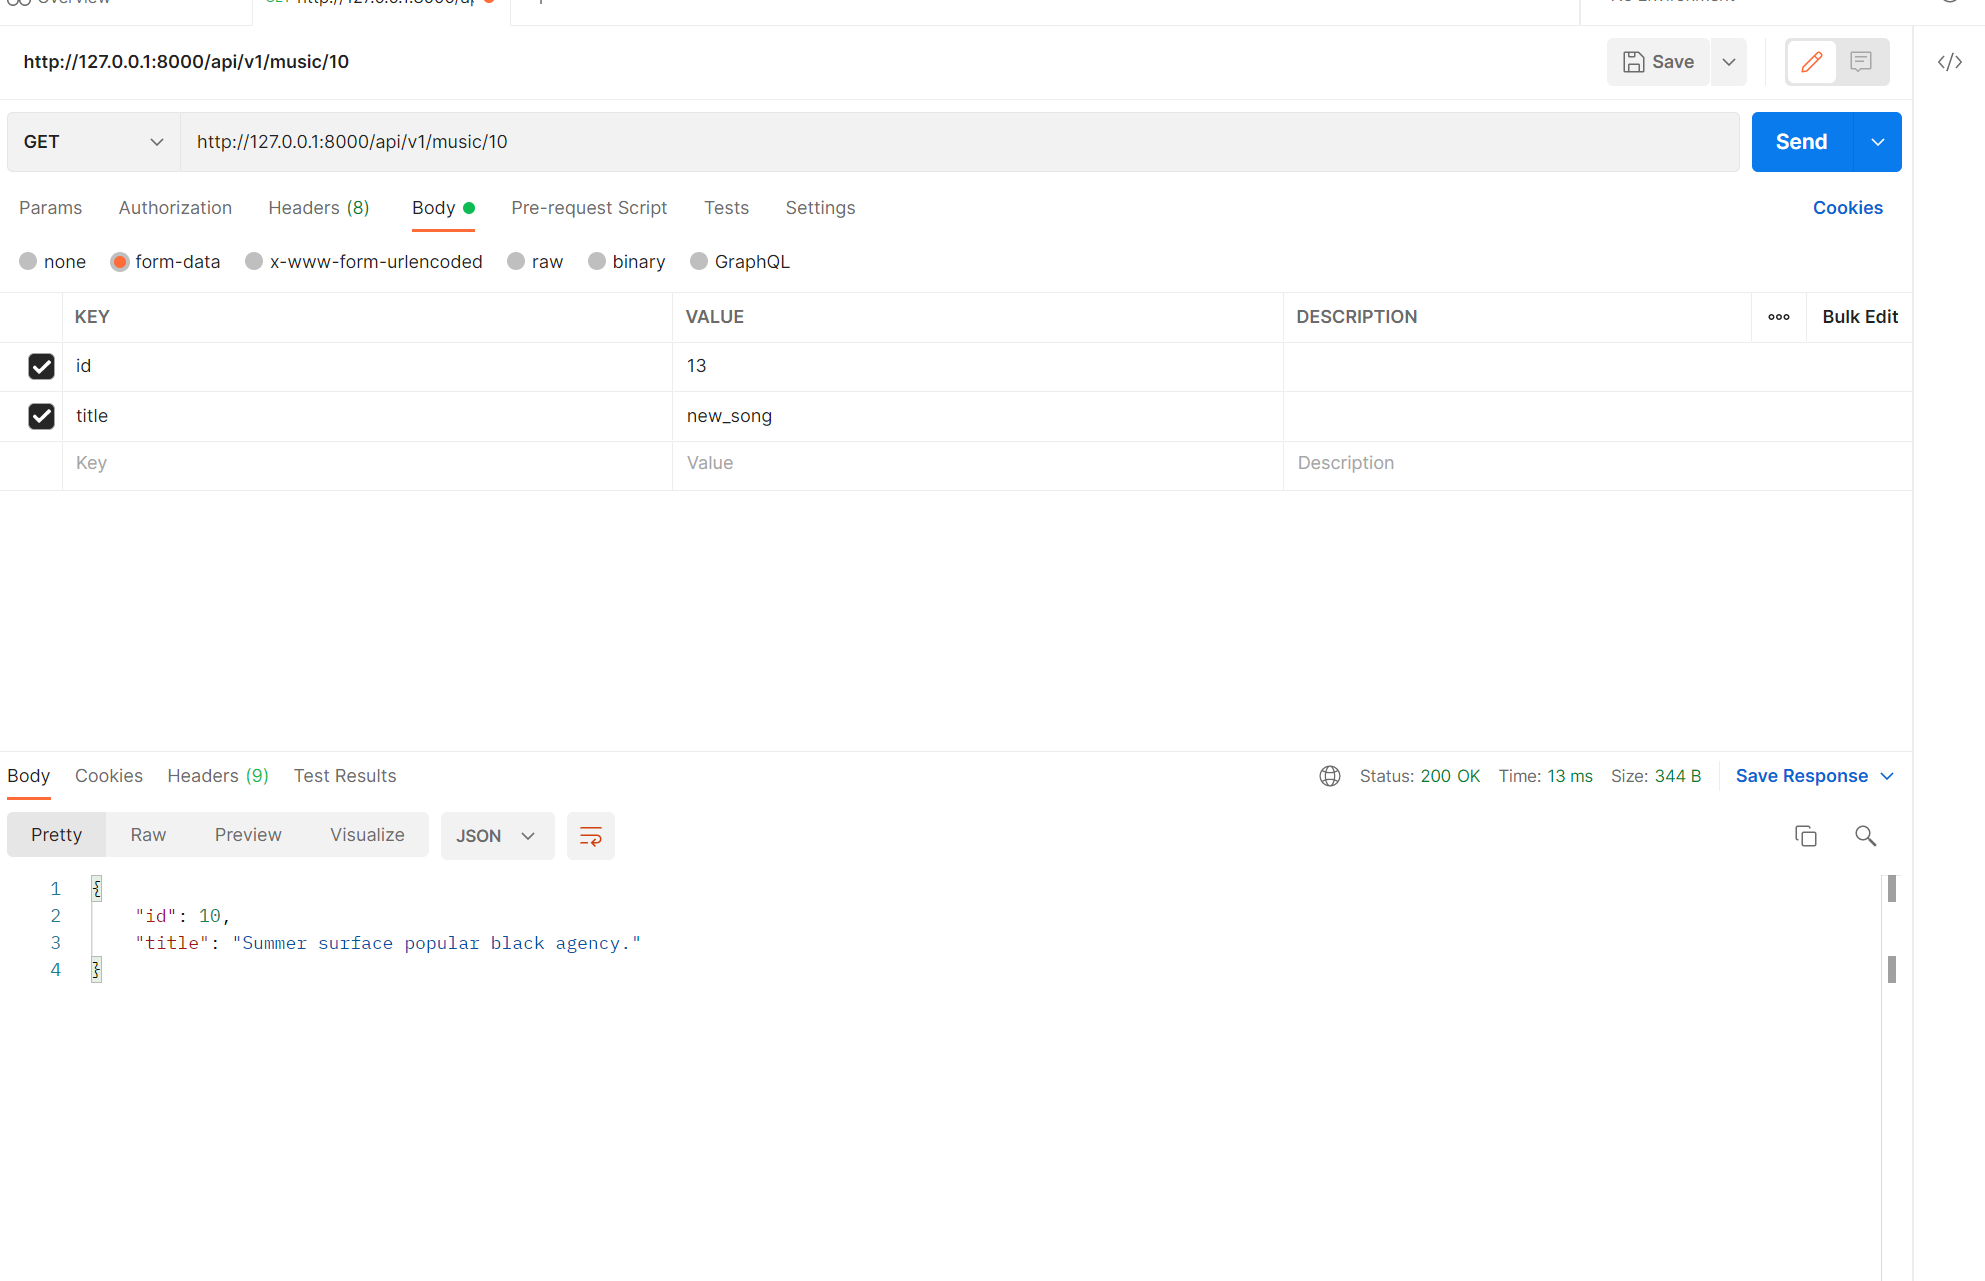 Overview
http://127.0.0.1:8000/api/v1/music/10
Save
GET
http://127.0.0.1:8000/api/v1/music/10
Send
Params Authorization Headers (8) Body Pre-request Script Tests Settings Cookies
none form-data x-www-form-urlencoded raw binary GraphQL
KEY VALUE DESCRIPTION Bulk Edit
id 13
title new_song
Key Value Description
Body Cookies Headers (9) Test Results Status: 200 OK Time: 13 ms Size: 344 B Save Response
Pretty Raw Preview Visualize JSON
1 {
2 "id": 10,
3 "title": "Summer surface popular black agency."
4 }